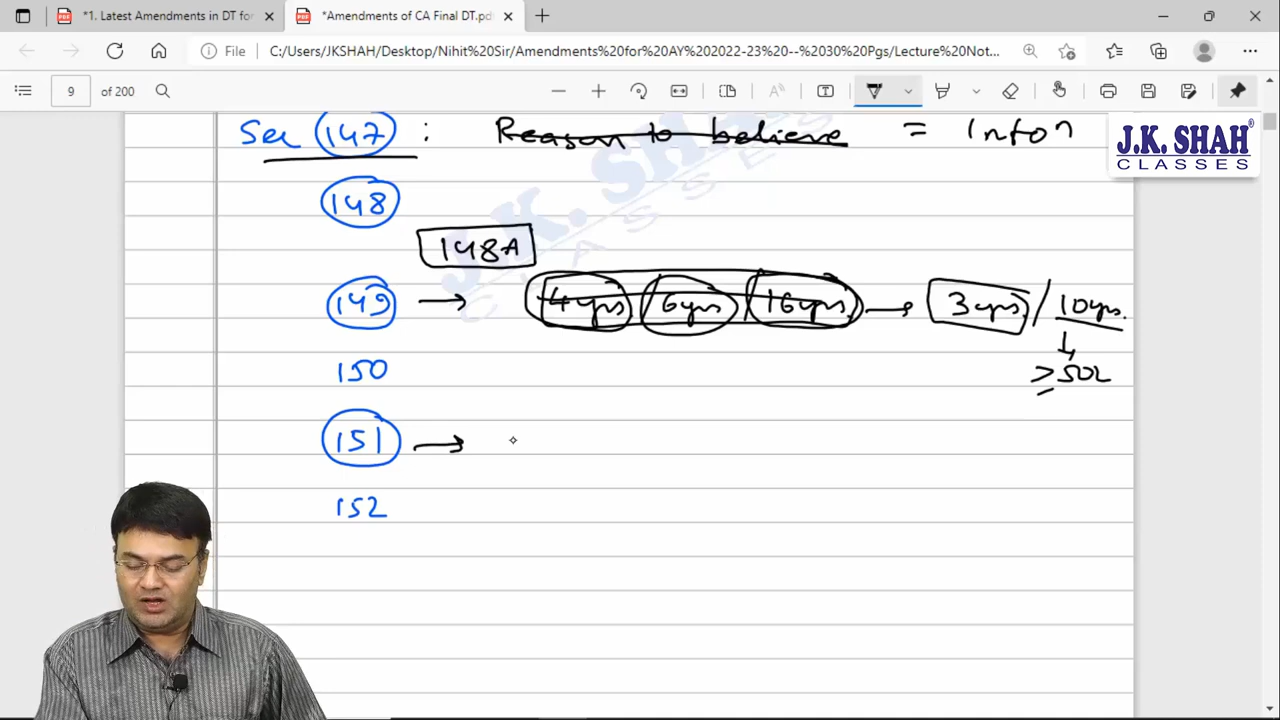 *1. Latest Amendments in DT for
*Amendments of CA Final DT.pd
File
C:/Users/JKSHAH/Desktop/Nihit%20Sir/Amendments%20for%20AY%202022-23%20--%2030%20Pgs/Lecture%20Not...
9 of 200
Sec 147 : Reason to believe = Infon
J.K. SHAH®
CLASSES
148
148A
149 → 4yrs 6yrs 16yrs → 3yrs / 10yrs.
↓
≥50L
150
151 →
152